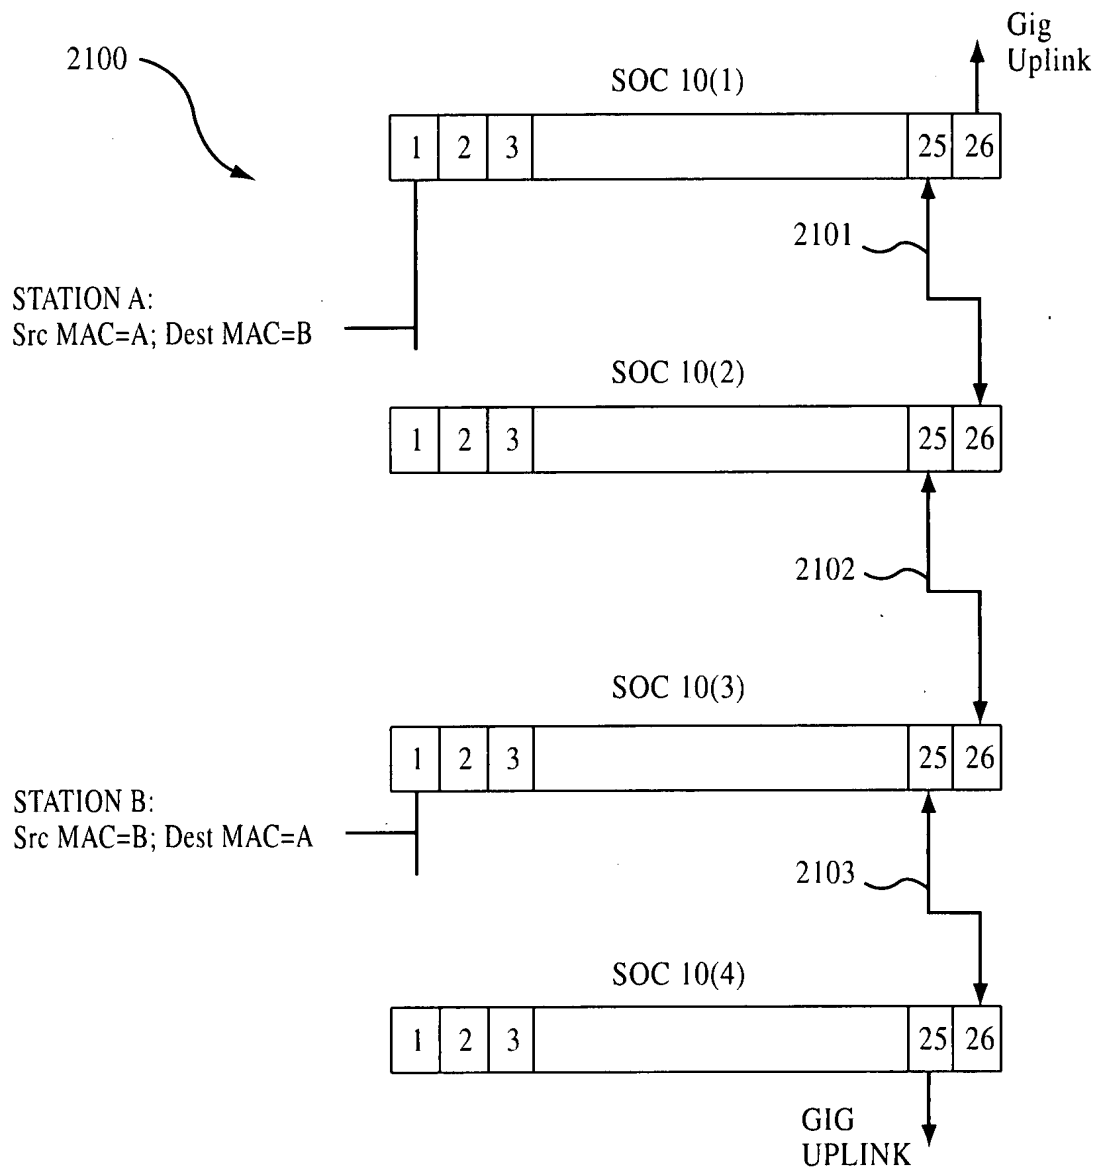 Gig
Uplink
2100
SOC 10(1)
1 2 3 25 26
2101
STATION A:
Src MAC=A; Dest MAC=B
SOC 10(2)
1 2 3 25 26
2102
SOC 10(3)
1 2 3 25 26
STATION B:
Src MAC=B; Dest MAC=A
2103
SOC 10(4)
1 2 3 25 26
GIG
UPLINK